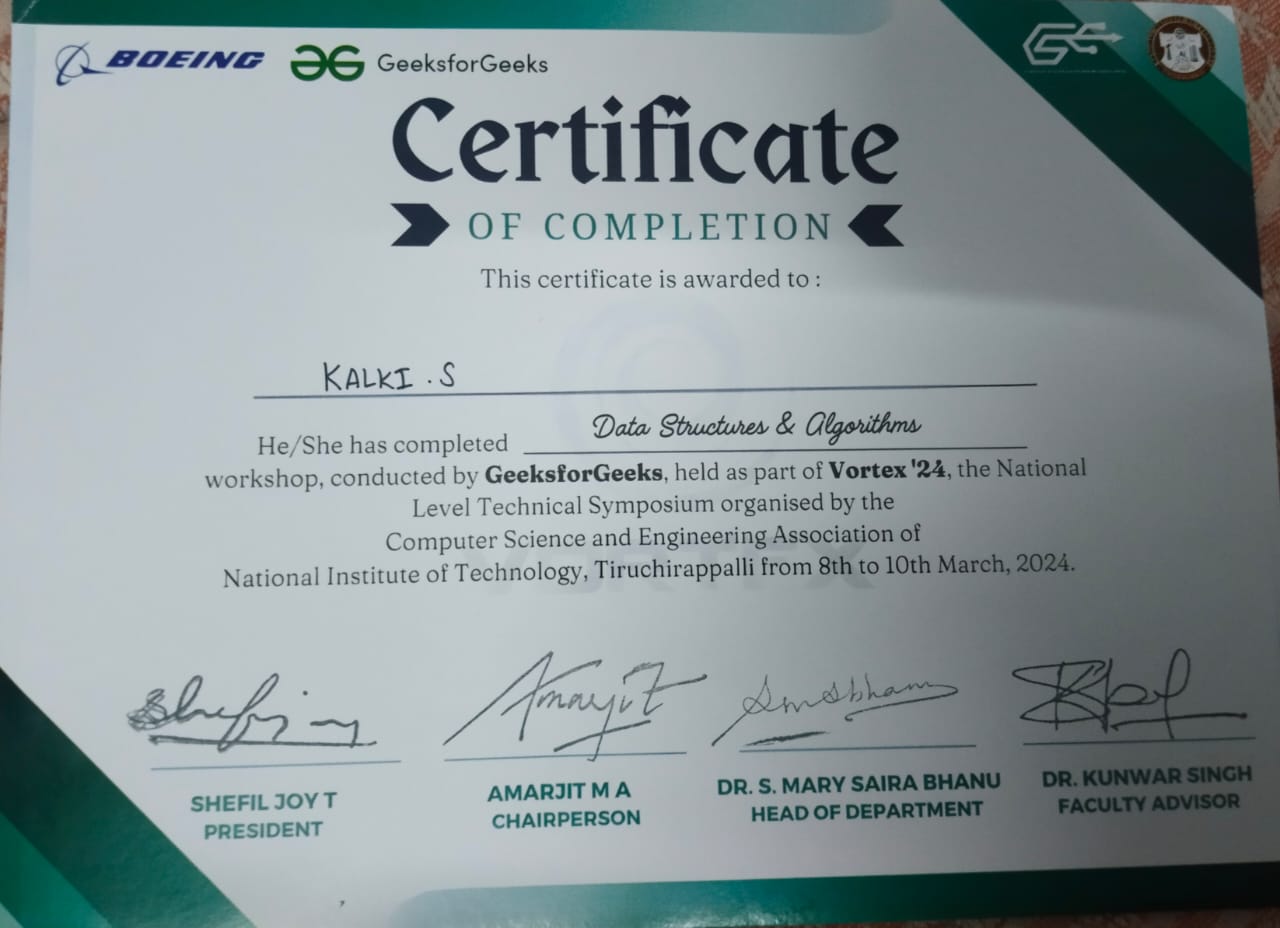 BOEING GeeksforGeeks
Certificate
OF COMPLETION
This certificate is awarded to :
KALKI . S
He/She has completed Data Structures & Algorithms
workshop, conducted by GeeksforGeeks, held as part of Vortex '24, the National
Level Technical Symposium organised by the
Computer Science and Engineering Association of
National Institute of Technology, Tiruchirappalli from 8th to 10th March, 2024.
VORTEX
SHEFIL JOY T AMARJIT M A DR. S. MARY SAIRA BHANU DR. KUNWAR SINGH
PRESIDENT CHAIRPERSON HEAD OF DEPARTMENT FACULTY ADVISOR